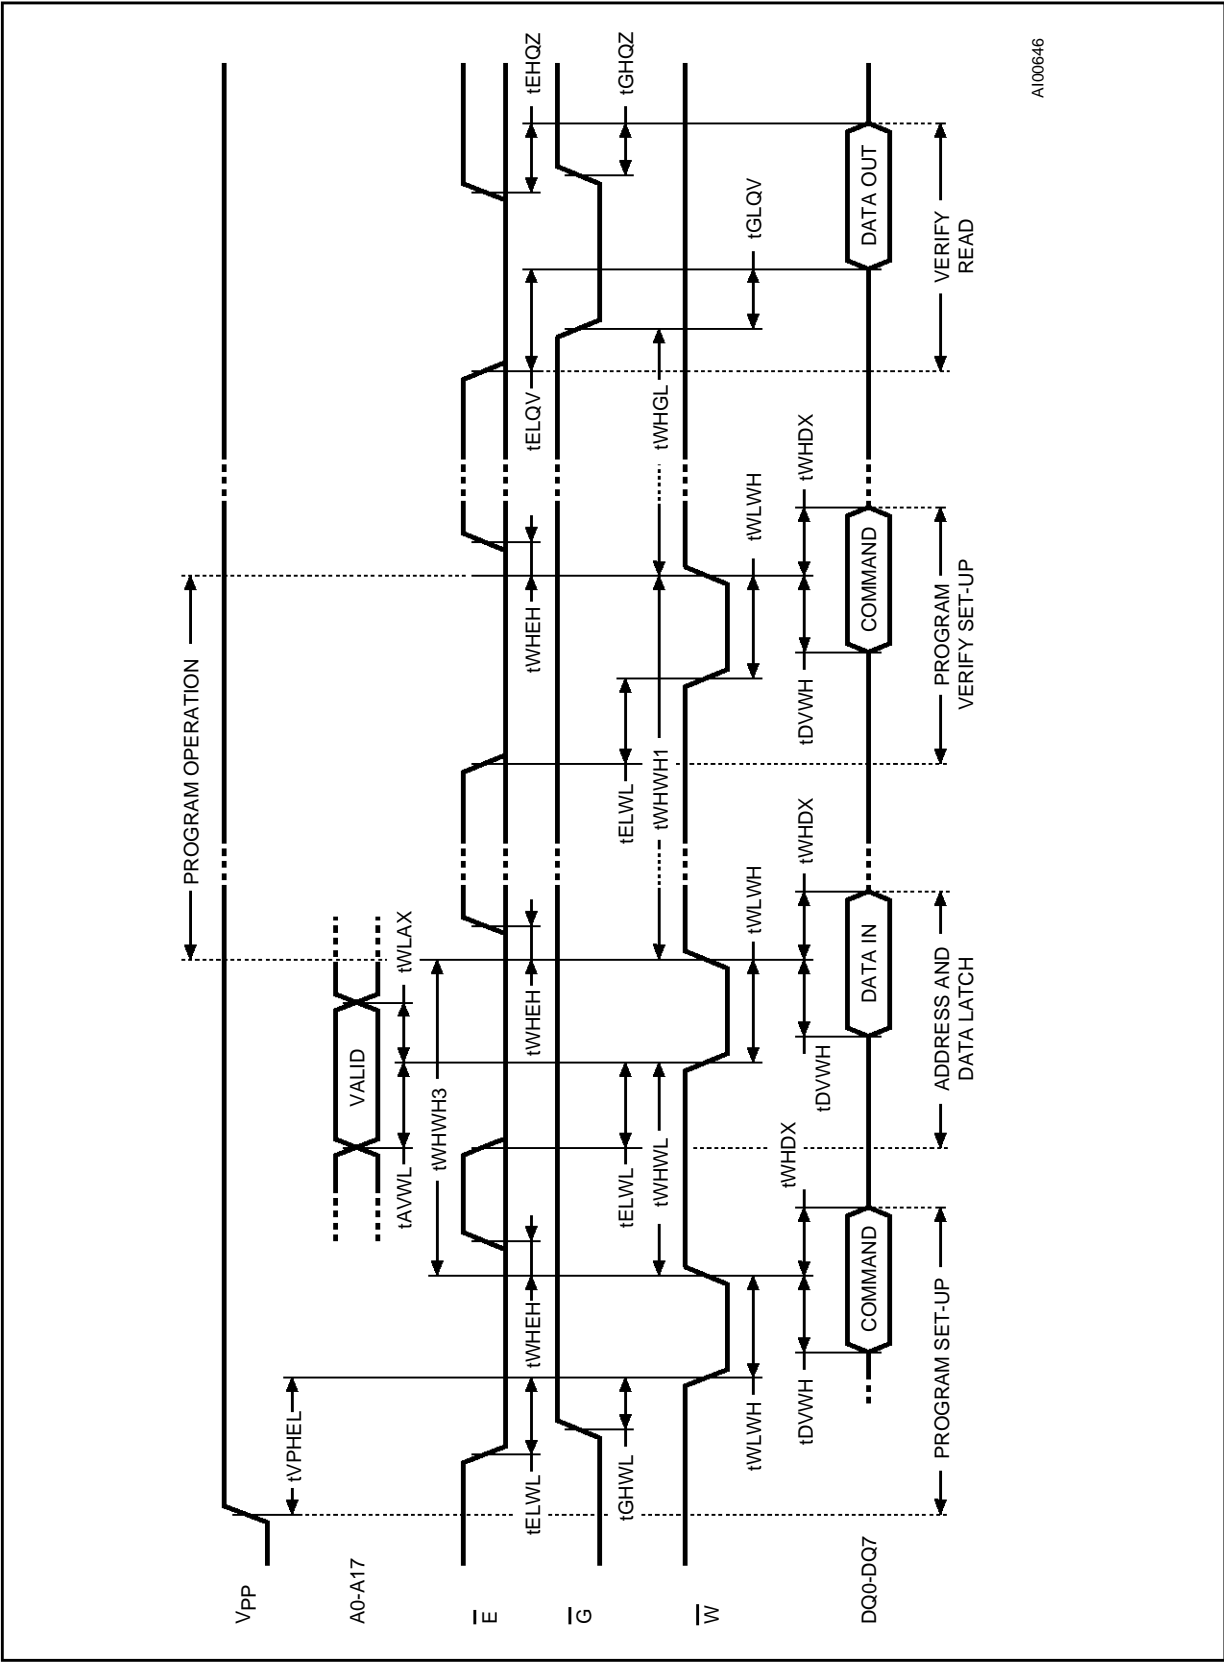 PROGRAM OPERATION
VPP
tVPHEL
A0-A17
VALID
tAVWL
tWLAX
tWHWH3
E
tELWL
tWHEH
tWHEH
tWHEH
tELQV
tEHQZ
G
tGHWL
tELWL
tELWL
tGHQZ
tWHWL
tWHWH1
tWHGL
W
tWLWH
tWLWH
tWLWH
tGLQV
tDVWH
tWHDX
tDVWH
tWHDX
tDVWH
tWHDX
DQ0-DQ7
COMMAND
DATA IN
COMMAND
DATA OUT
PROGRAM SET-UP
ADDRESS AND
DATA LATCH
PROGRAM
VERIFY SET-UP
VERIFY
READ
AI00646